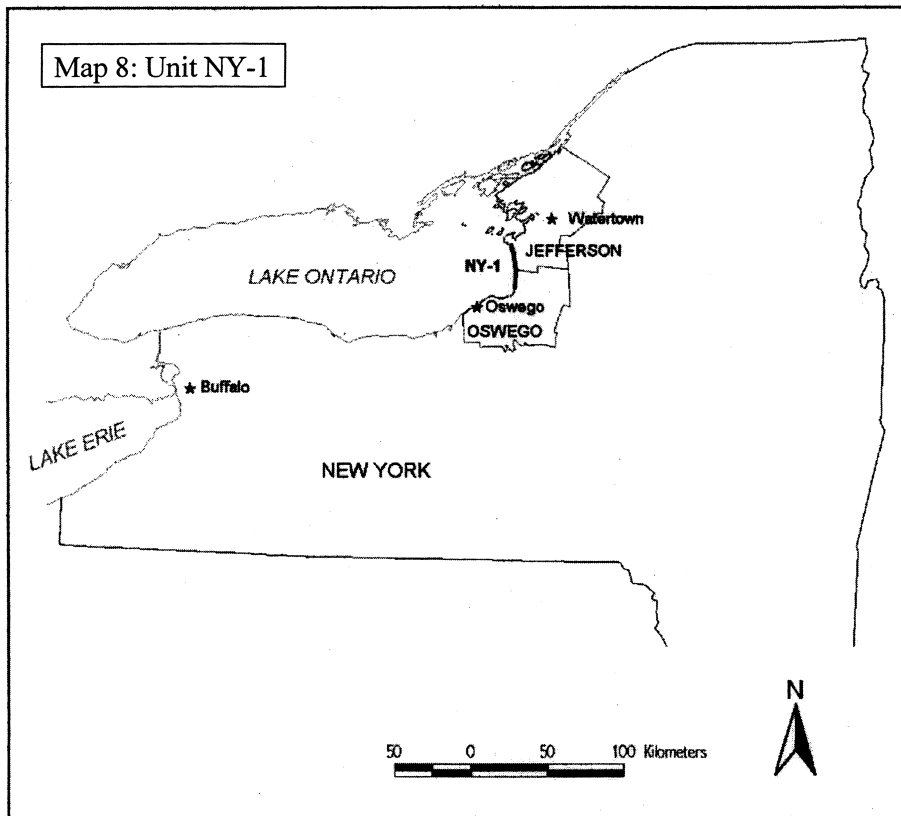 Map 8: Unit NY-1
Watertown
JEFFERSON
NY-1
LAKE ONTARIO
Oswego
OSWEGO
Buffalo
LAKE ERIE
NEW YORK
N
50 0 50 100 Kilometers